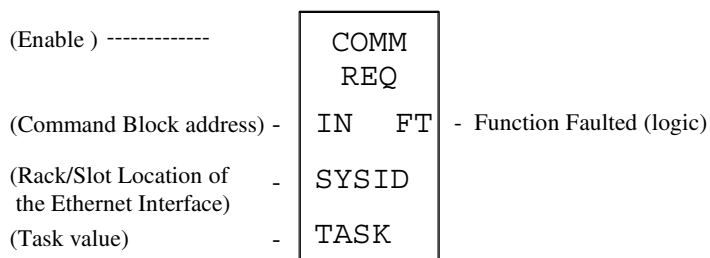 (Enable ) -------------
COMM
REQ
(Command Block address) - IN FT - Function Faulted (logic)
(Rack/Slot Location of
the Ethernet Interface) - SYSID
(Task value) - TASK